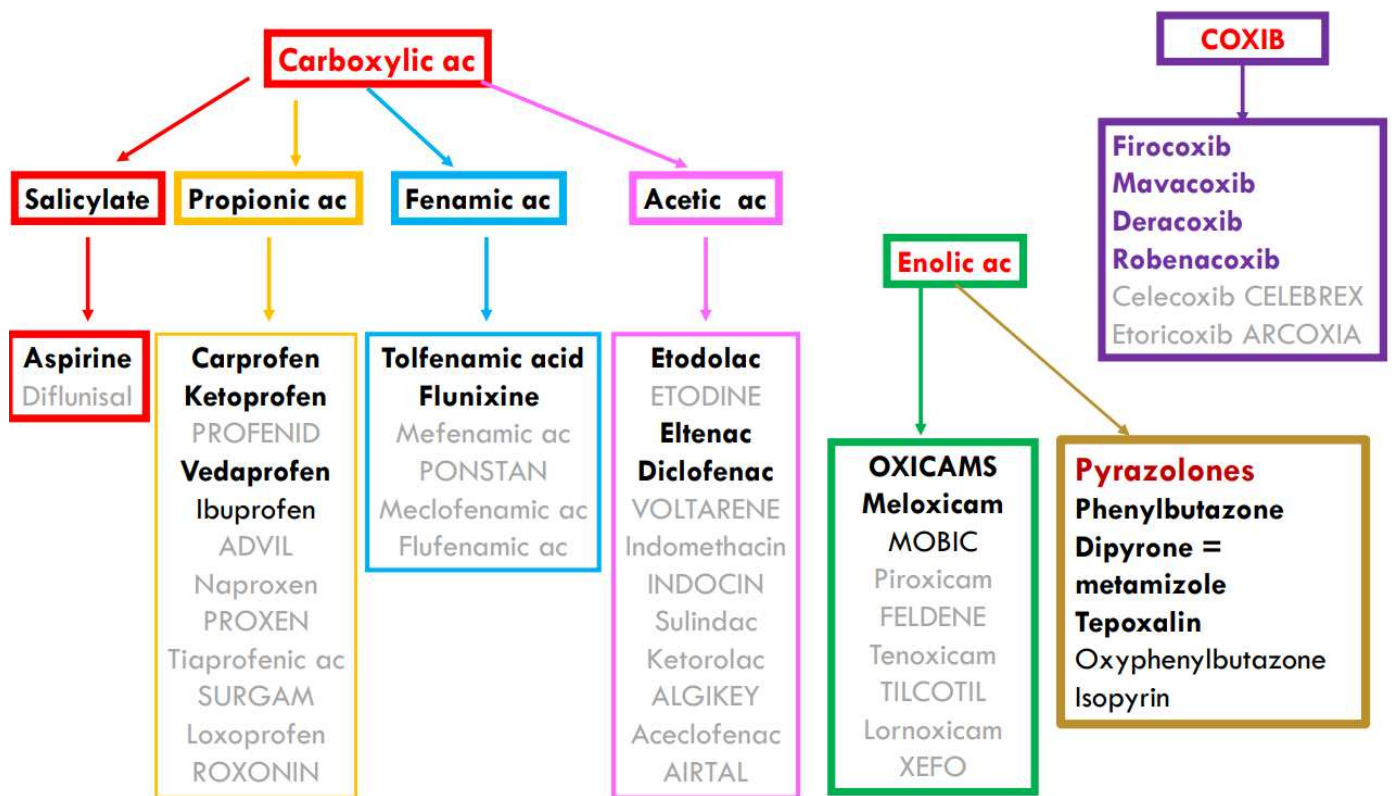 Carboxylic ac
COXIB
Salicylate
Propionic ac
Fenamic ac
Acetic ac
Enolic ac
Firocoxib
Mavacoxib
Deracoxib
Robenacoxib
Celecoxib CELEBREX
Etoricoxib ARCOXIA
Aspirine
Diflunisal
Carprofen
Ketoprofen
PROFENID
Vedaprofen
Ibuprofen
ADVIL
Naproxen
PROXEN
Tiaprofenic ac
SURGAM
Loxoprofen
ROXONIN
Tolfenamic acid
Flunixine
Mefenamic ac
PONSTAN
Meclofenamic ac
Flufenamic ac
Etodolac
ETODINE
Eltenac
Diclofenac
VOLTARENE
Indomethacin
INDOCIN
Sulindac
Ketorolac
ALGIKEY
Aceclofenac
AIRTAL
OXICAMS
Meloxicam
MOBIC
Piroxicam
FELDENE
Tenoxicam
TILCOTIL
Lornoxicam
XEFO
Pyrazolones
Phenylbutazone
Dipyrone =
metamizole
Tepoxalin
Oxyphenylbutazone
Isopyrin